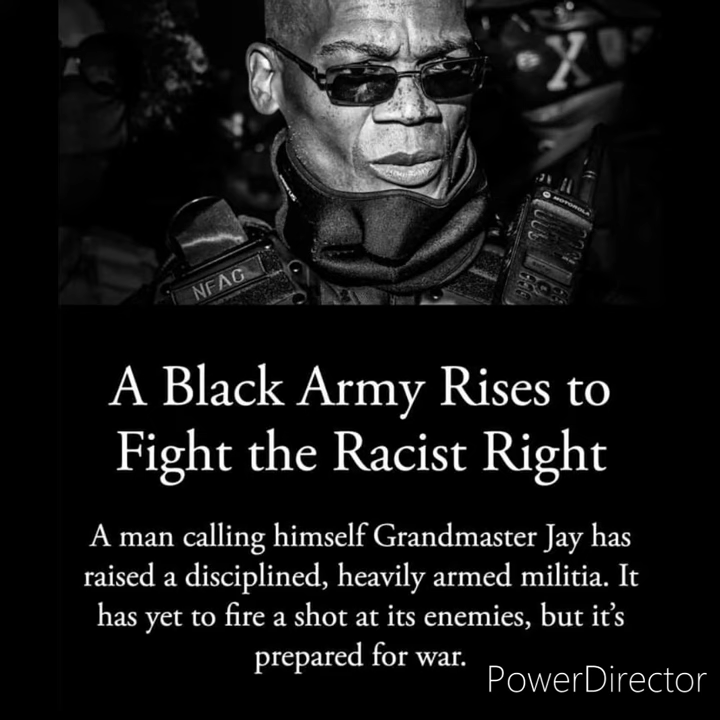 X
MOTOROLA
NFAC
A Black Army Rises to
Fight the Racist Right
A man calling himself Grandmaster Jay has
raised a disciplined, heavily armed militia. It
has yet to fire a shot at its enemies, but it's
prepared for war.
PowerDirector